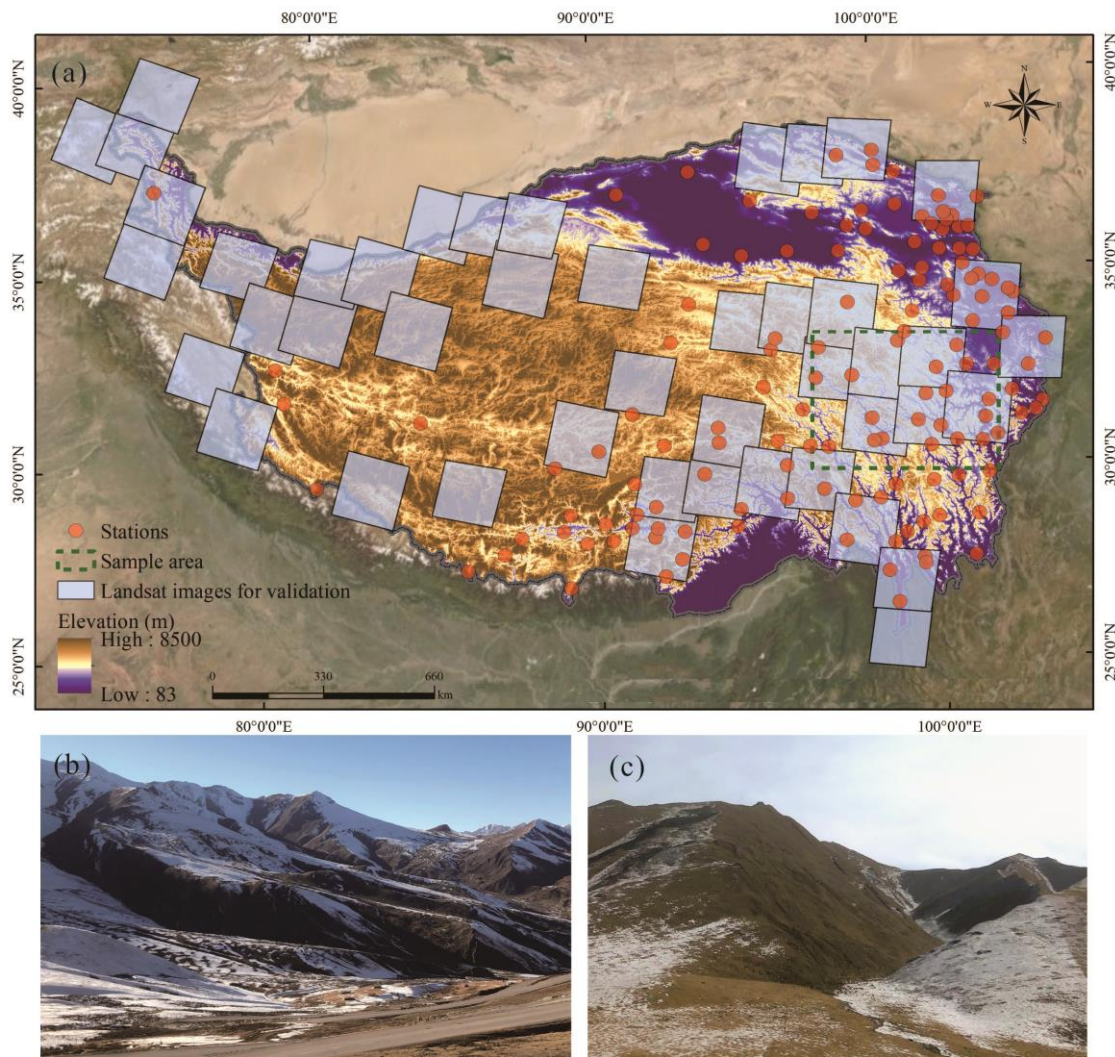 80°0'0"E 90°0'0"E 100°0'0"E
(a)
N
W E
S
40°0'0"N 40°0'0"N
35°0'0"N 35°0'0"N
30°0'0"N 30°0'0"N
25°0'0"N 25°0'0"N
Stations
Sample area
Landsat images for validation
Elevation (m)
High : 8500
Low : 83
0 330 660
km
80°0'0"E 90°0'0"E 100°0'0"E
(b) (c)